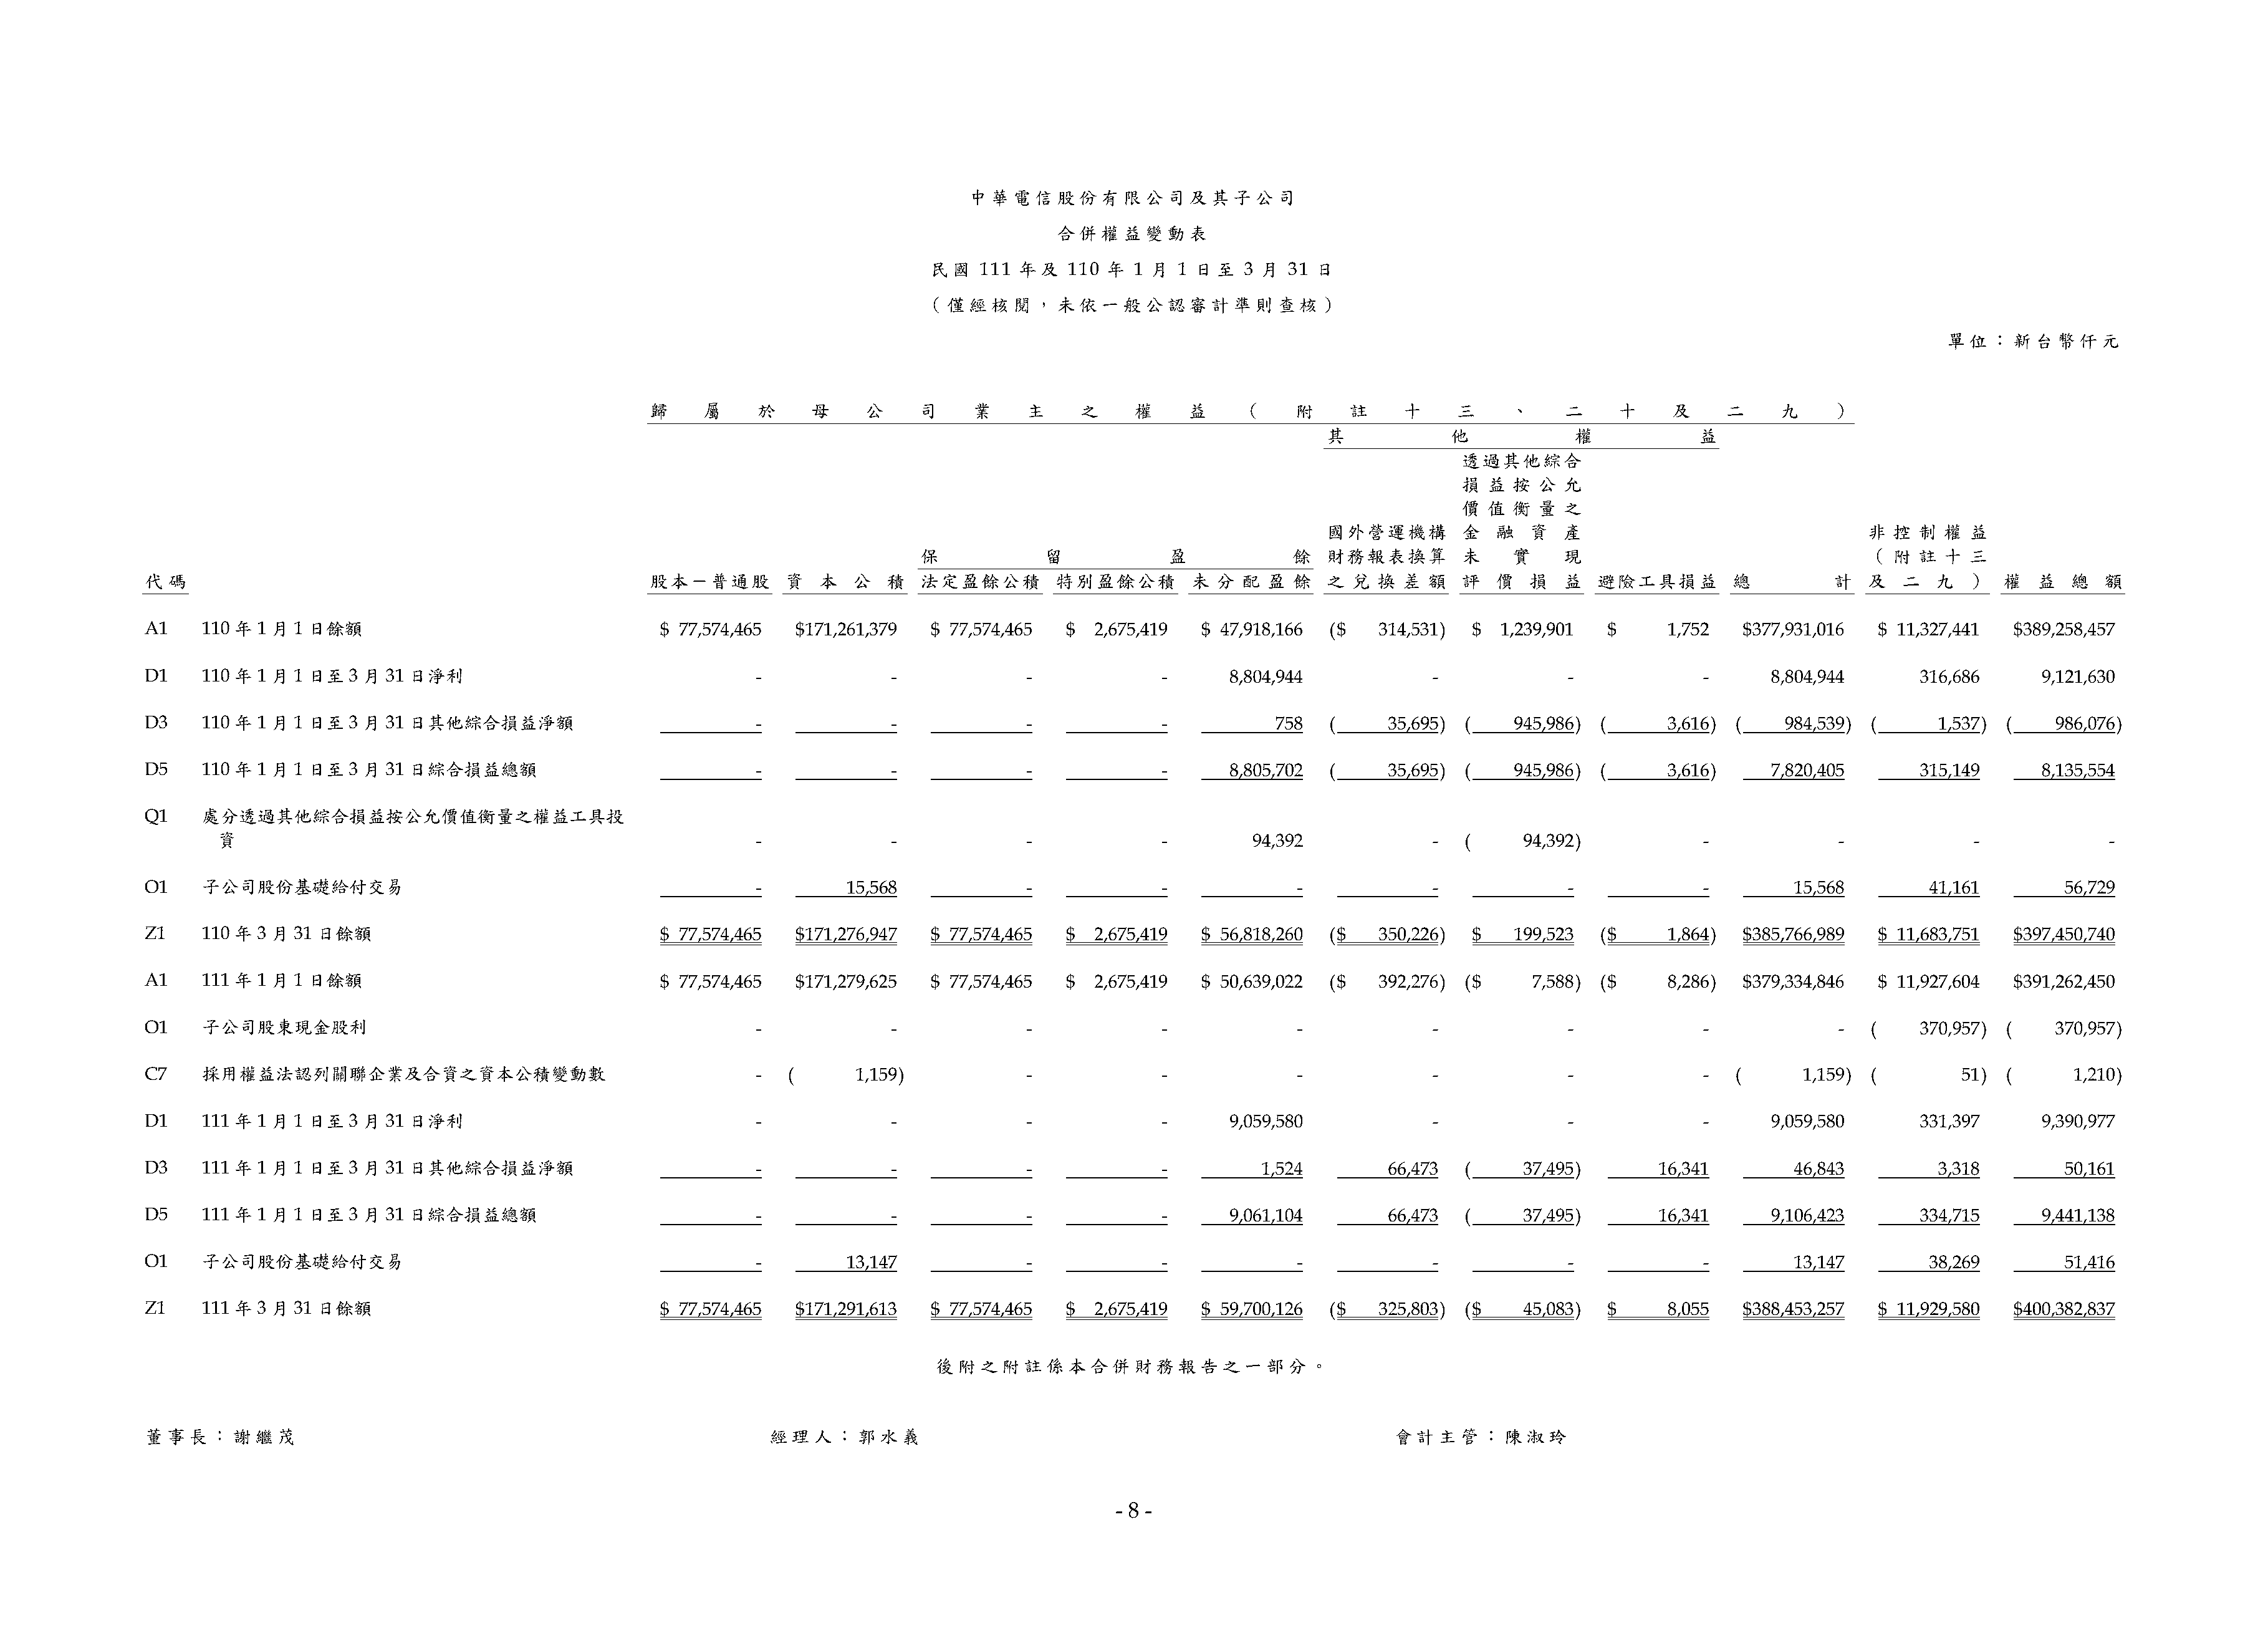 中華電信股份有限公司及其子公司
合併權益變動表
民國 111 年及 110 年 1 月 1 日至 3 月 31 日
（僅經核閱，未依一般公認審計準則查核）
單位：新台幣仟元
歸屬於母公司業主之權益（附註十三、二十及二九）
其他權益
透過其他綜合
損益按公允
價值衡量之
國外營運機構 金融資產 非控制權益
保留盈餘 財務報表換算 未實現 （附註十三
代碼 股本－普通股 資本公積 法定盈餘公積 特別盈餘公積 未分配盈餘 之兌換差額 評價損益 避險工具損益 總計 及二九） 權益總額
A1 110 年 1 月 1 日餘額 $ 77,574,465 $171,261,379 $ 77,574,465 $ 2,675,419 $ 47,918,166 ($ 314,531) $ 1,239,901 $ 1,752 $377,931,016 $ 11,327,441 $389,258,457
D1 110 年 1 月 1 日至 3 月 31 日淨利 - - - - 8,804,944 - - - 8,804,944 316,686 9,121,630
D3 110 年 1 月 1 日至 3 月 31 日其他綜合損益淨額 - - - - 758 ( 35,695) ( 945,986) ( 3,616) ( 984,539) ( 1,537) ( 986,076)
D5 110 年 1 月 1 日至 3 月 31 日綜合損益總額 - - - - 8,805,702 ( 35,695) ( 945,986) ( 3,616) 7,820,405 315,149 8,135,554
Q1 處分透過其他綜合損益按公允價值衡量之權益工具投
資 - - - - 94,392 - ( 94,392) - - - -
O1 子公司股份基礎給付交易 - 15,568 - - - - - - 15,568 41,161 56,729
Z1 110 年 3 月 31 日餘額 $ 77,574,465 $171,276,947 $ 77,574,465 $ 2,675,419 $ 56,818,260 ($ 350,226) $ 199,523 ($ 1,864) $385,766,989 $ 11,683,751 $397,450,740
A1 111 年 1 月 1 日餘額 $ 77,574,465 $171,279,625 $ 77,574,465 $ 2,675,419 $ 50,639,022 ($ 392,276) ($ 7,588) ($ 8,286) $379,334,846 $ 11,927,604 $391,262,450
O1 子公司股東現金股利 - - - - - - - - - ( 370,957) ( 370,957)
C7 採用權益法認列關聯企業及合資之資本公積變動數 - ( 1,159) - - - - - - ( 1,159) ( 51) ( 1,210)
D1 111 年 1 月 1 日至 3 月 31 日淨利 - - - - 9,059,580 - - - 9,059,580 331,397 9,390,977
D3 111 年 1 月 1 日至 3 月 31 日其他綜合損益淨額 - - - - 1,524 66,473 ( 37,495) 16,341 46,843 3,318 50,161
D5 111 年 1 月 1 日至 3 月 31 日綜合損益總額 - - - - 9,061,104 66,473 ( 37,495) 16,341 9,106,423 334,715 9,441,138
O1 子公司股份基礎給付交易 - 13,147 - - - - - - 13,147 38,269 51,416
Z1 111 年 3 月 31 日餘額 $ 77,574,465 $171,291,613 $ 77,574,465 $ 2,675,419 $ 59,700,126 ($ 325,803) ($ 45,083) $ 8,055 $388,453,257 $ 11,929,580 $400,382,837
後附之附註係本合併財務報告之一部分。
董事長：謝繼茂 經理人：郭水義 會計主管：陳淑玲
- 8 -